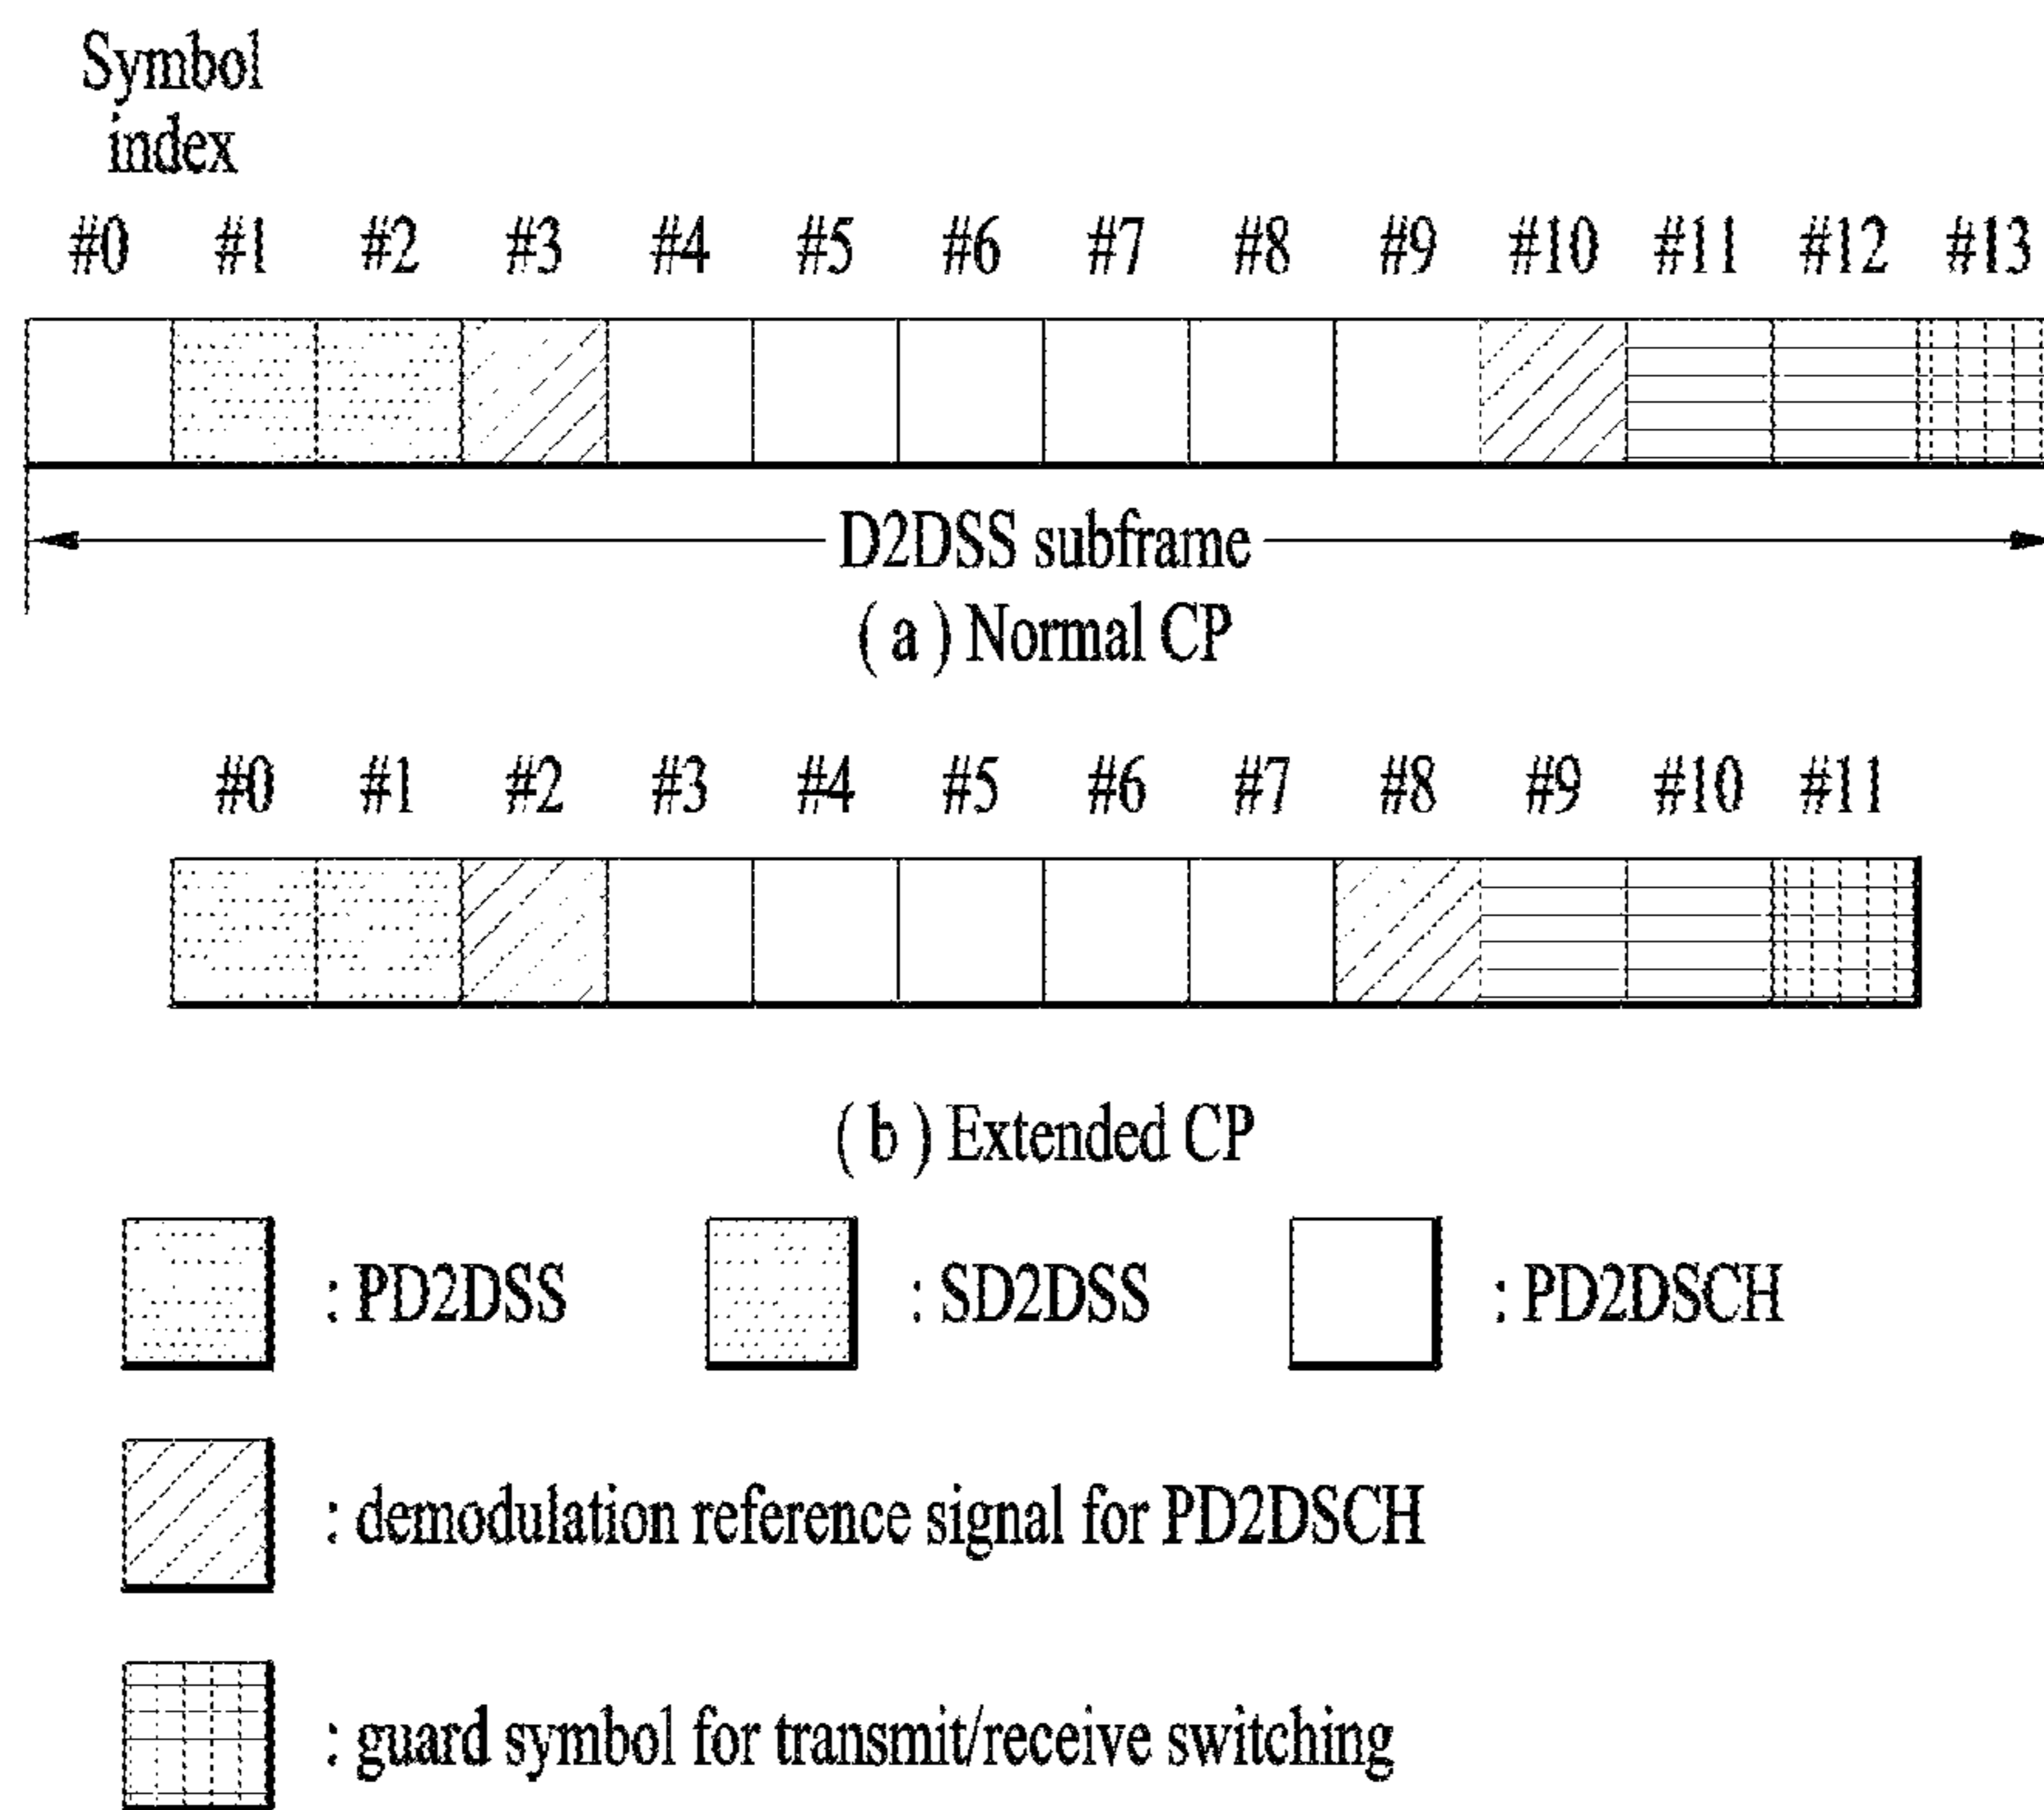 Symbol
index
#0 #1 #2 #3 #4 #5 #6 #7 #8 #9 #10 #11 #12 #13
D2DSS subframe
( a ) Normal CP
#0 #1 #2 #3 #4 #5 #6 #7 #8 #9 #10 #11
( b ) Extended CP
: PD2DSS : SD2DSS : PD2DSCH
: demodulation reference signal for PD2DSCH
: guard symbol for transmit/receive switching